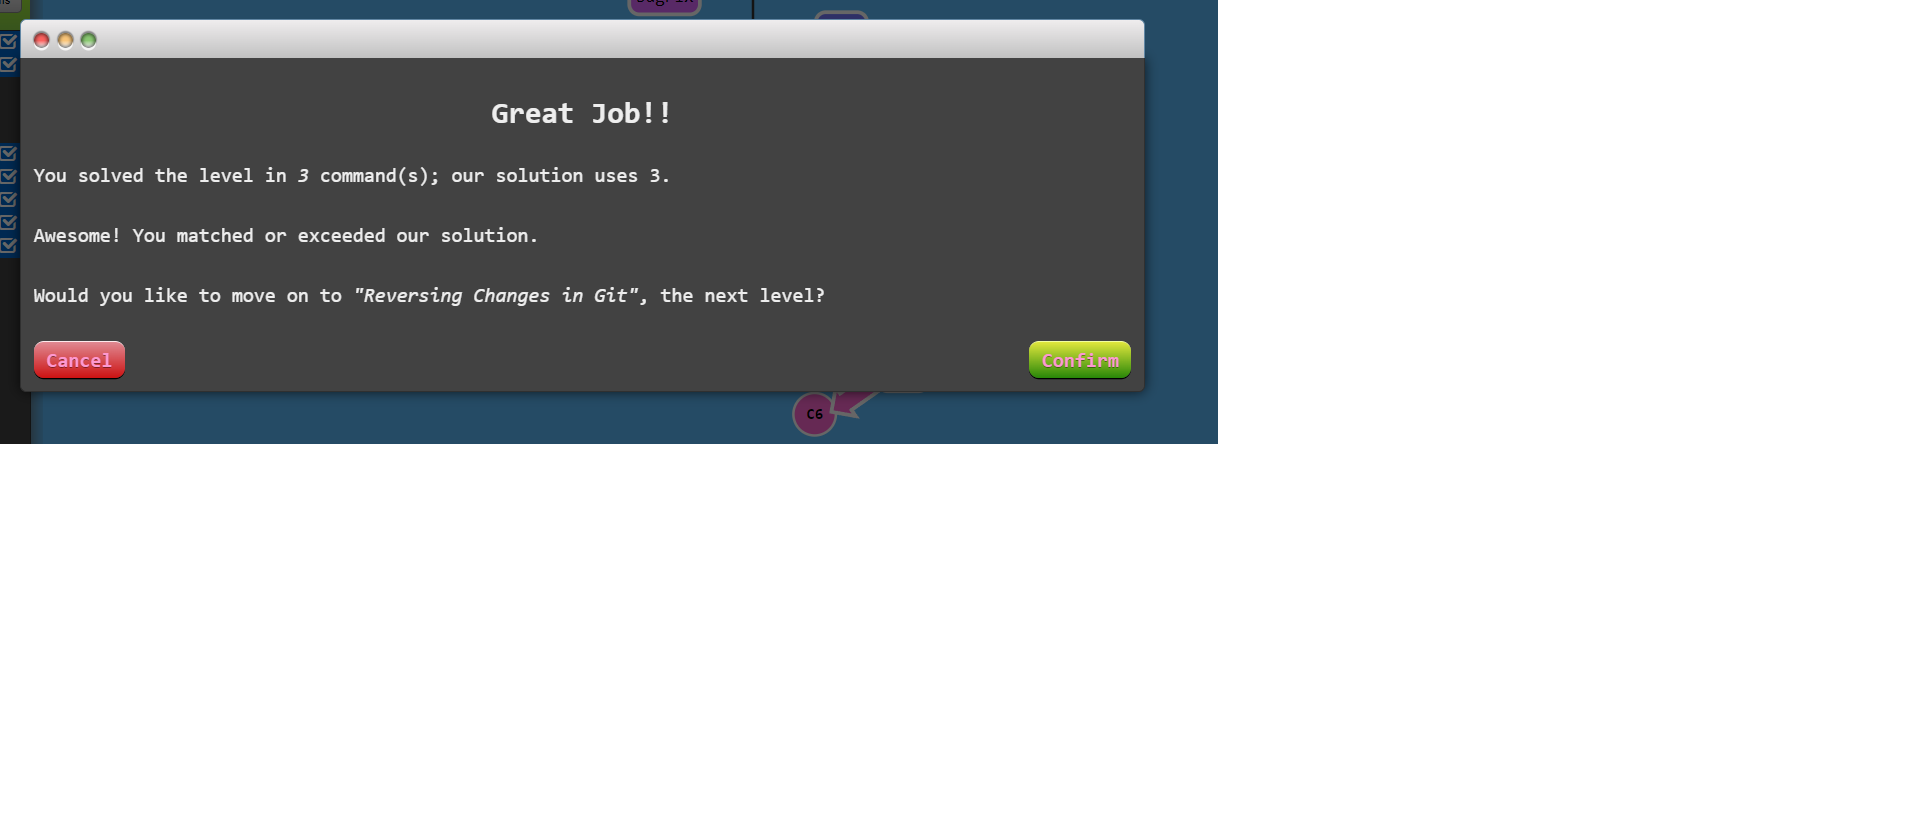 Great Job!!
You solved the level in 3 command(s); our solution uses 3.
Awesome! You matched or exceeded our solution.
Would you like to move on to "Reversing Changes in Git", the next level?
Cancel
Confirm
C6